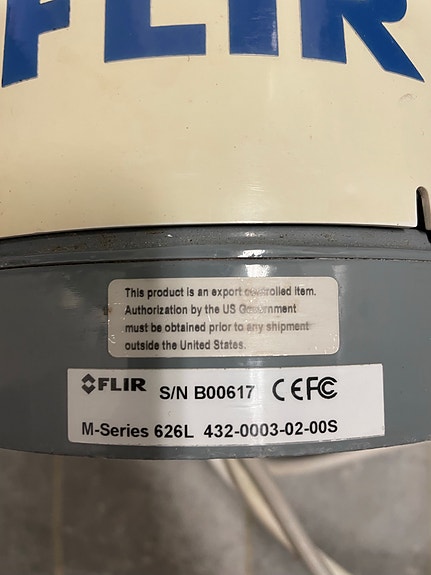 FLIR
This product is an export controlled item.
Authorization by the US Government
must be obtained prior to any shipment
outside the United States.
FLIR S/N B00617 CE FC
M-Series 626L 432-0003-02-00S